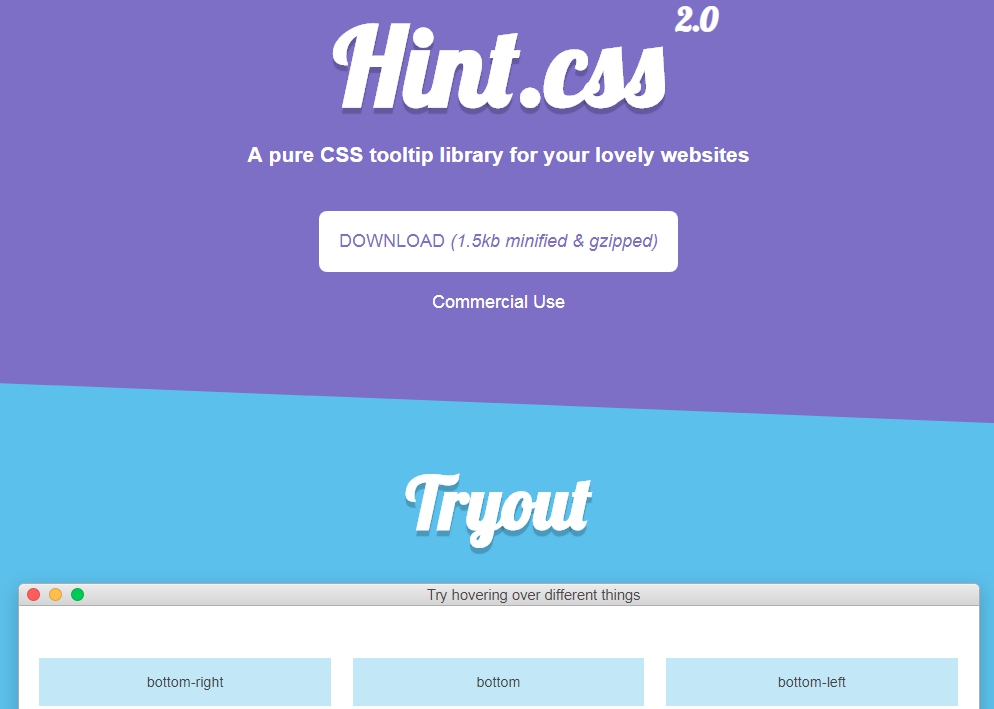 2.0
Hint.css
A pure CSS tooltip library for your lovely websites
DOWNLOAD (1.5kb minified & gzipped)
Commercial Use
Tryout
Try hovering over different things
bottom-right
bottom
bottom-left